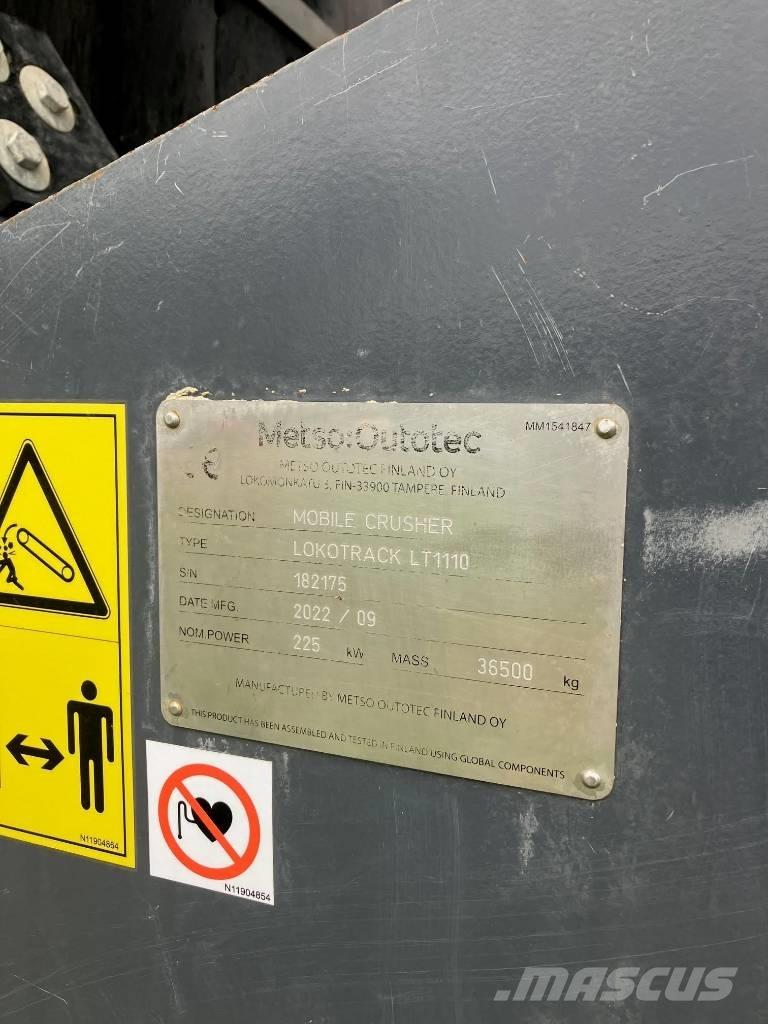 Metso:Outotec
MM1541847
METSO OUTOTEC FINLAND OY
LOKOMONKATU 3, FIN-33900 TAMPERE, FINLAND
DESIGNATION MOBILE CRUSHER
TYPE LOKOTRACK LT1110
S/N 182175
DATE MFG. 2022 / 09
NOM.POWER 225 kW MASS 36500 kg
MANUFACTURED BY METSO OUTOTEC FINLAND OY
THIS PRODUCT HAS BEEN ASSEMBLED AND TESTED IN FINLAND USING GLOBAL COMPONENTS
N11904864
N11904854
MASCUS